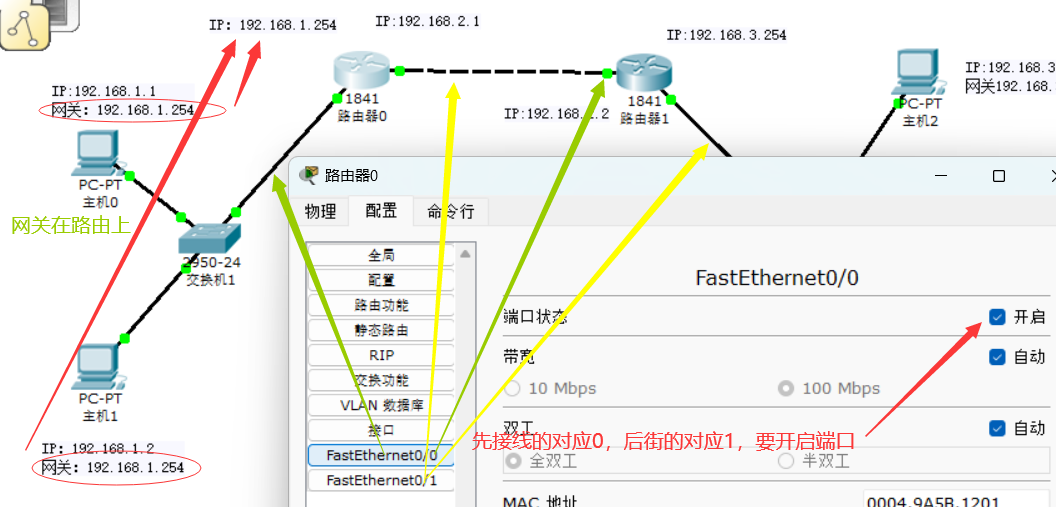 IP: 192.168.1.254
IP:192.168.2.1
IP:192.168.3.254
IP:192.168.1.1
网关: 192.168.1.254
1841
路由器0
IP:192.168.2.2
1841
路由器1
PC-PT
主机2
IP:192.168.3
网关192.168.
PC-PT
主机0
网关在路由上
2950-24
交换机1
PC-PT
主机1
IP: 192.168.1.2
网关: 192.168.1.254
路由器0
物理 配置 命令行
全局
配置
路由功能
静态路由
RIP
交换功能
VLAN 数据库
接口
FastEthernet0/0
FastEthernet0/1
FastEthernet0/0
端口状态 开启
带宽 自动
10 Mbps 100 Mbps
双工 自动
先接线的对应0，后街的对应1，要开启端口
全双工 半双工
MAC 地址 0004.9A5B.1201